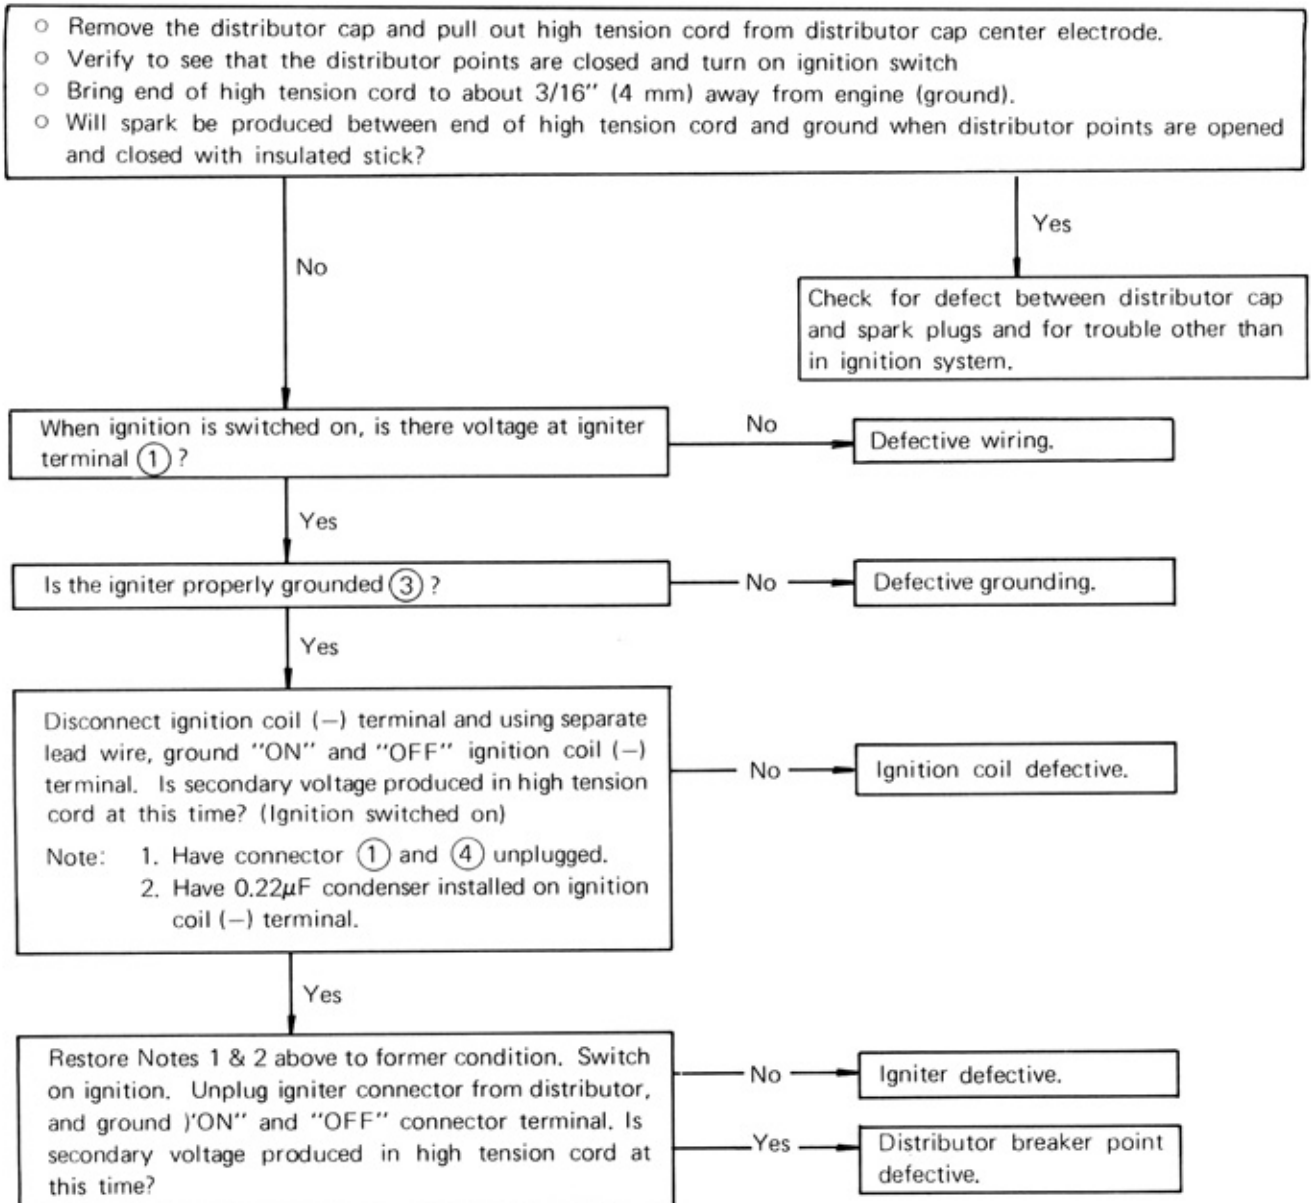 ○ Remove the distributor cap and pull out high tension cord from distributor cap center electrode.
○ Verify to see that the distributor points are closed and turn on ignition switch
○ Bring end of high tension cord to about 3/16" (4 mm) away from engine (ground).
○ Will spark be produced between end of high tension cord and ground when distributor points are opened
and closed with insulated stick?
Yes
No
Check for defect between distributor cap
and spark plugs and for trouble other than
in ignition system.
When ignition is switched on, is there voltage at igniter
terminal ①?
No
Defective wiring.
Yes
Is the igniter properly grounded ③?
No
Defective grounding.
Yes
Disconnect ignition coil (−) terminal and using separate
lead wire, ground "ON" and "OFF" ignition coil (−)
terminal. Is secondary voltage produced in high tension
cord at this time? (Ignition switched on)
Note: 1. Have connector ① and ④ unplugged.
2. Have 0.22μF condenser installed on ignition
coil (−) terminal.
No
Ignition coil defective.
Yes
Restore Notes 1 & 2 above to former condition. Switch
on ignition. Unplug igniter connector from distributor,
and ground )'ON" and "OFF" connector terminal. Is
secondary voltage produced in high tension cord at
this time?
No
Igniter defective.
Yes
Distributor breaker point
defective.